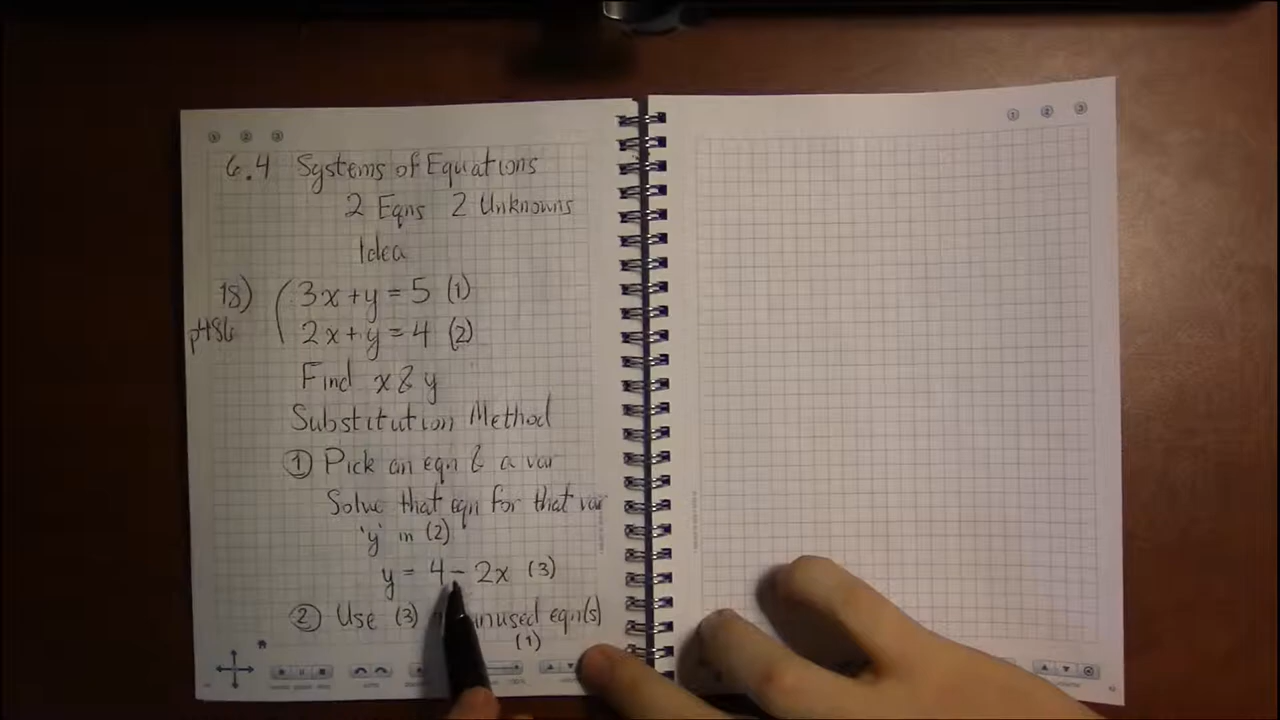 6.4 Systems of Equations
2 Eqns 2 Unknowns
Idea
18) 3x + y = 5 (1)
p486 2x + y = 4 (2)
Find x & y
Substitution Method
① Pick an eqn & a var
Solve that eqn for that var
'y' in (2)
y = 4 - 2x (3)
② Use (3) unused eqn(s)
(1)